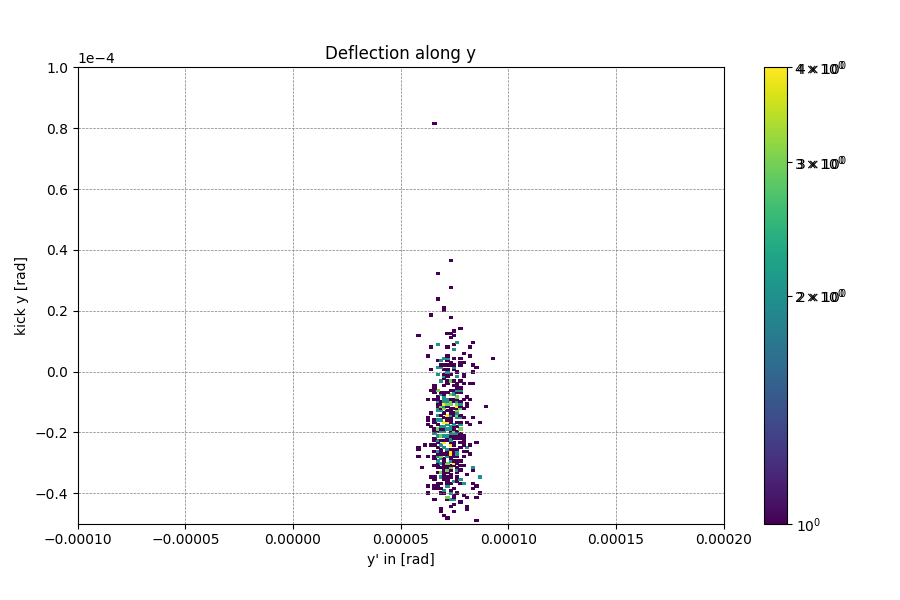 Deflection along y
1e−4
1.0
0.8
0.6
0.4
0.2
0.0
−0.2
−0.4
kick y [rad]
−0.00010 −0.00005 0.00000 0.00005 0.00010 0.00015 0.00020
y' in [rad]
4 × 10⁰
3 × 10⁰
2 × 10⁰
10⁰